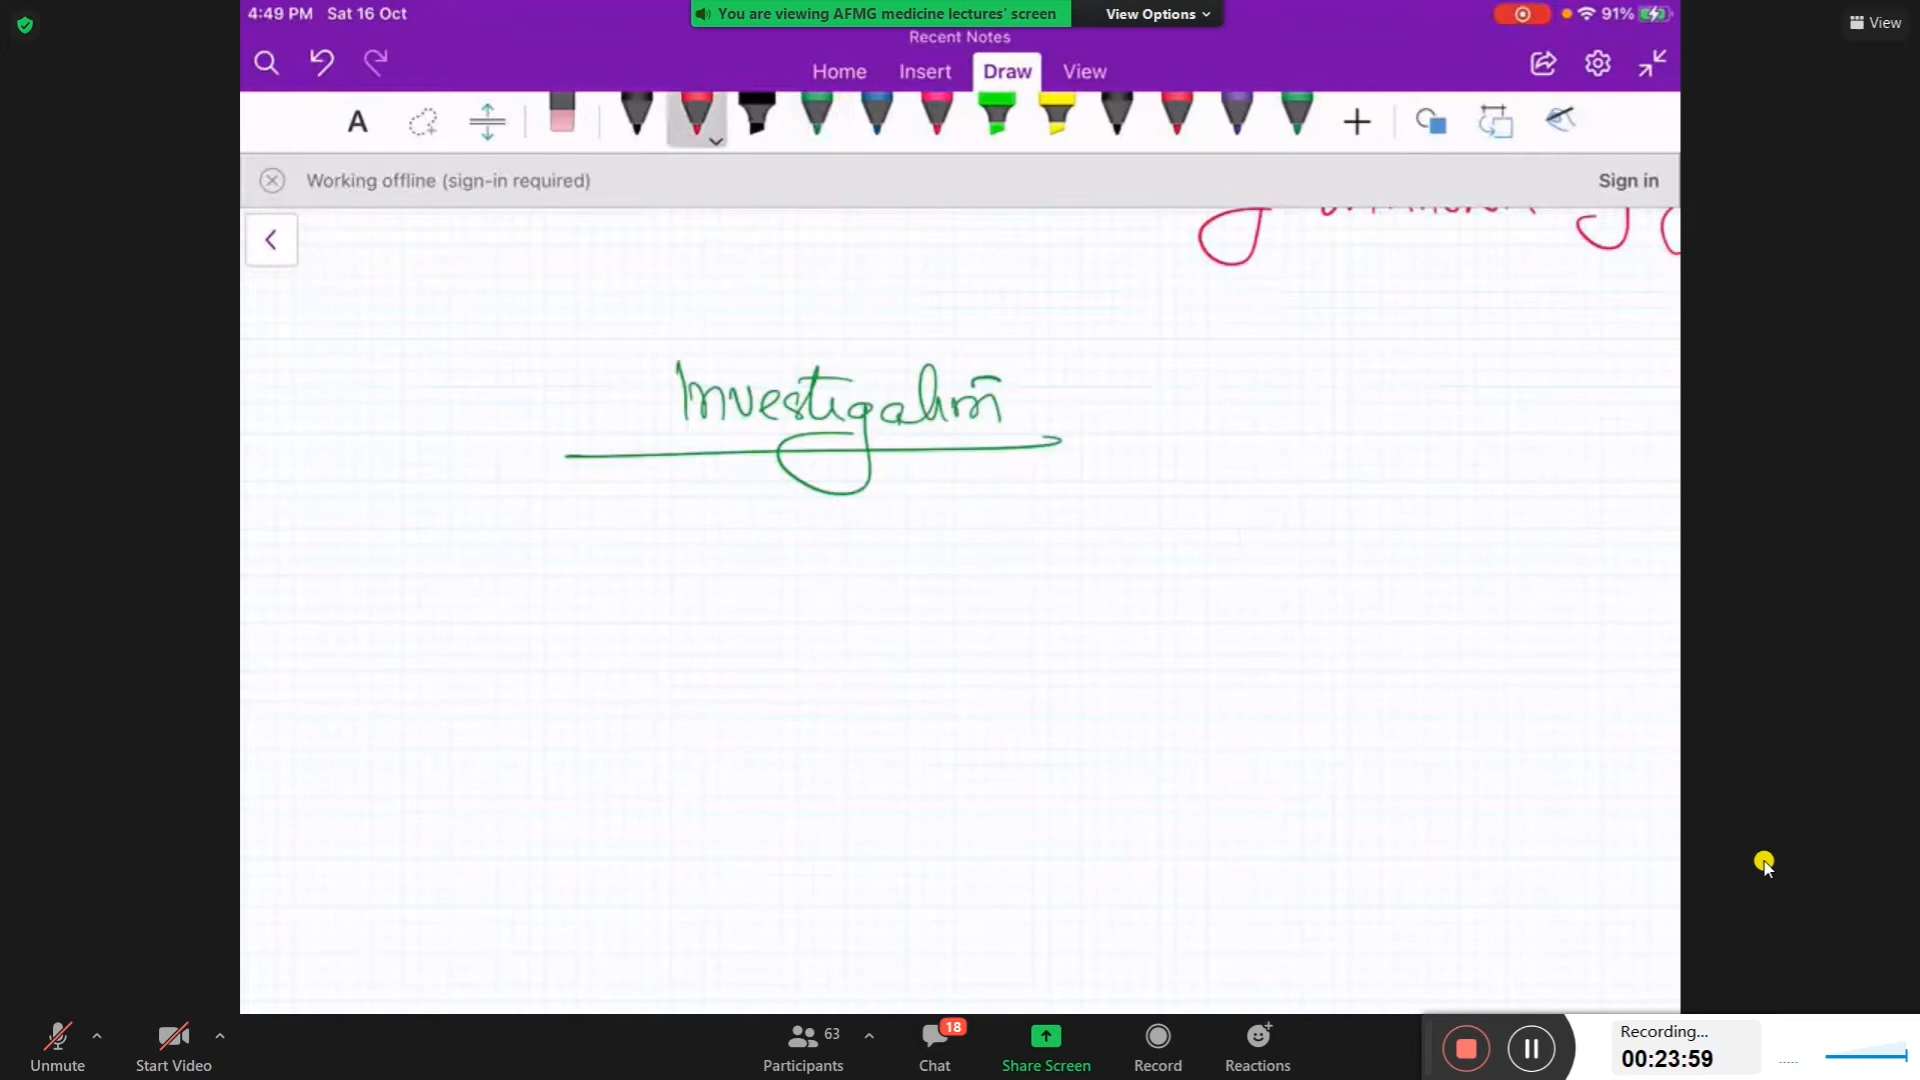 4:49 PM Sat 16 Oct
You are viewing AFMG medicine lectures' screen
View Options
91%
View
Recent Notes
Home Insert Draw View
A
Working offline (sign-in required)
Sign in
Investigation
Unmute
Start Video
63
Participants
18
Chat
Share Screen
Record
Reactions
Recording...
00:23:59